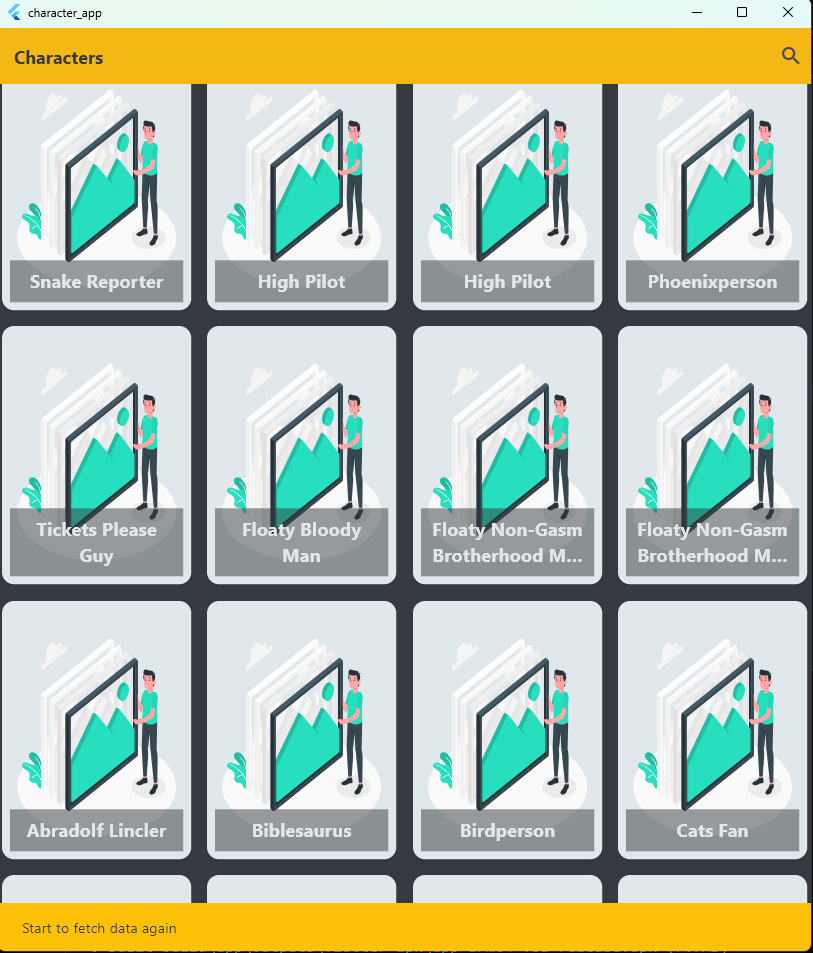 character_app
Characters
Snake Reporter
High Pilot
High Pilot
Phoenixperson
Tickets Please
Guy
Floaty Bloody
Man
Floaty Non-Gasm
Brotherhood M...
Floaty Non-Gasm
Brotherhood M...
Abradolf Lincler
Biblesaurus
Birdperson
Cats Fan
Start to fetch data again